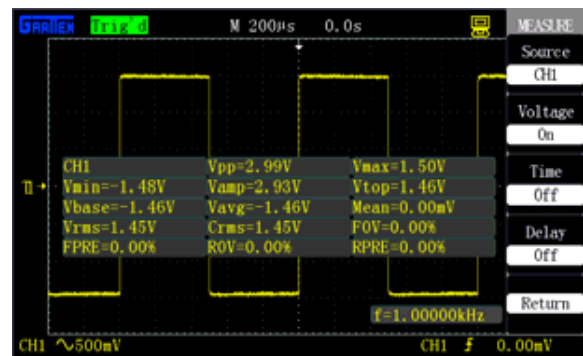 GRATTEN Trig'd M 200μs 0.0s MEASURE
Source
CH1
Voltage
On
Time
Off
Delay
Off
Return
CH1 Vpp=2.99V Vmax=1.50V
Vmin=-1.48V Vamp=2.93V Vtop=1.46V
Vbase=-1.46V Vavg=-1.46V Mean=0.00mV
Vrms=1.45V Crms=1.45V FOV=0.00%
FPRE=0.00% ROV=0.00% RPRE=0.00%
f=1.00000kHz
CH1 500mV CH1 0.00mV